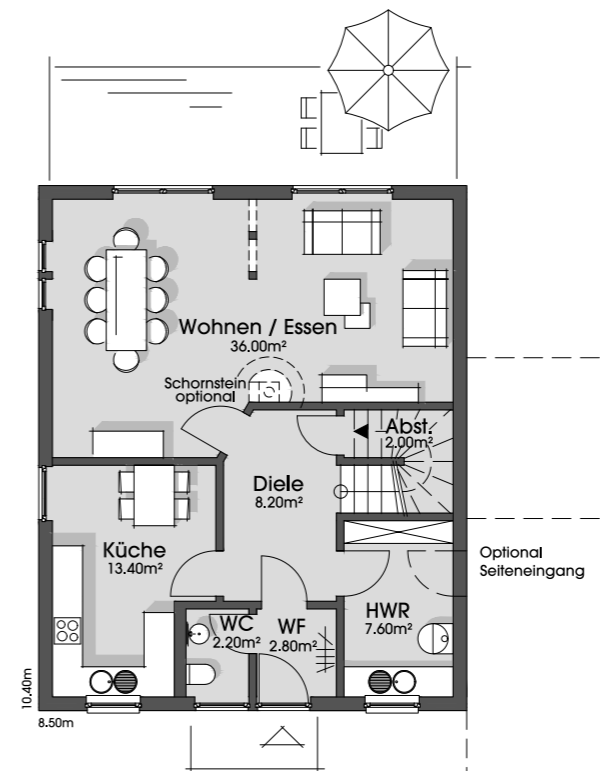 Wohnen / Essen
36.00m²
Schornstein
optional
Abst.
2.00m²
Diele
8.20m²
Küche
13.40m²
Optional
Seiteneingang
HWR
7.60m²
WC
2.20m²
WF
2.80m²
10.40m
8.50m